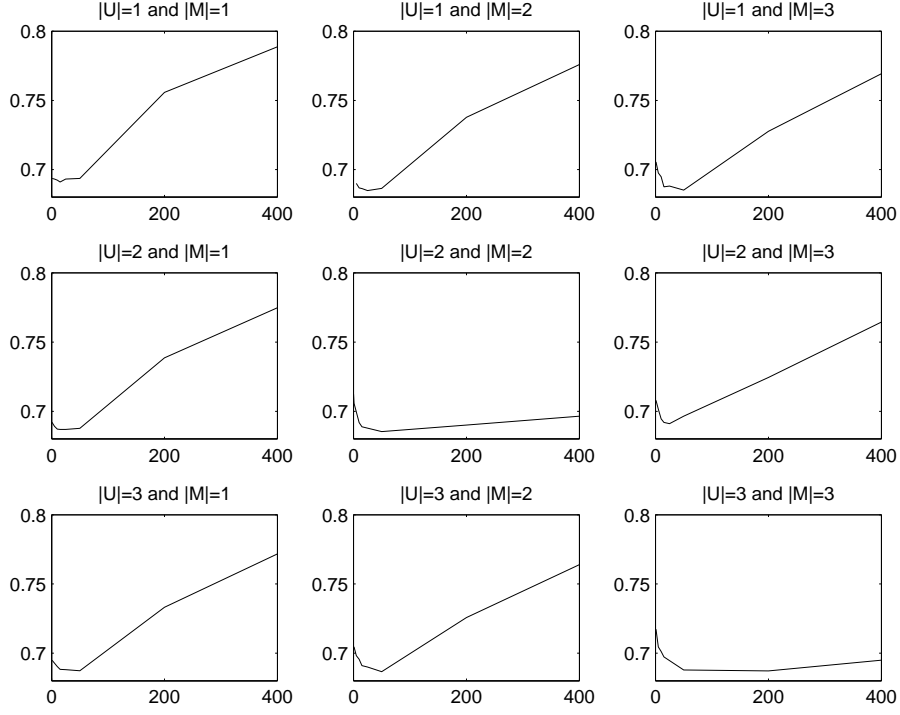 |U|=1 and |M|=1
0.8
0.75
0.7
0 200 400
|U|=1 and |M|=2
0.8
0.75
0.7
0 200 400
|U|=1 and |M|=3
0.8
0.75
0.7
0 200 400
|U|=2 and |M|=1
0.8
0.75
0.7
0 200 400
|U|=2 and |M|=2
0.8
0.75
0.7
0 200 400
|U|=2 and |M|=3
0.8
0.75
0.7
0 200 400
|U|=3 and |M|=1
0.8
0.75
0.7
0 200 400
|U|=3 and |M|=2
0.8
0.75
0.7
0 200 400
|U|=3 and |M|=3
0.8
0.75
0.7
0 200 400